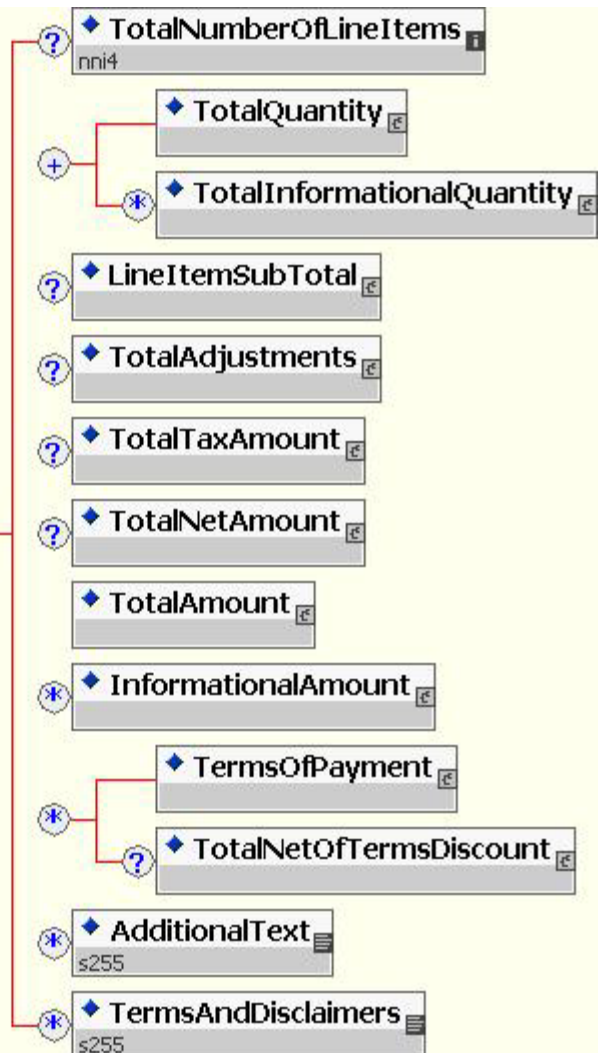 ?
TotalNumberOfLineItems
nni4
TotalQuantity
+
* TotalInformationalQuantity
? LineItemSubTotal
? TotalAdjustments
? TotalTaxAmount
? TotalNetAmount
TotalAmount
* InformationalAmount
TermsOfPayment
*
? TotalNetOfTermsDiscount
* AdditionalText
s255
* TermsAndDisclaimers
s255